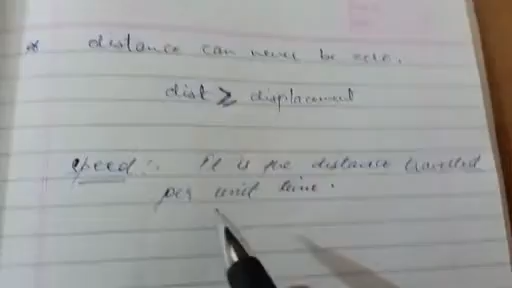 * distance can never be zero.
dist ≥ displacement
Speed :- It is the distance travelled
per unit time.